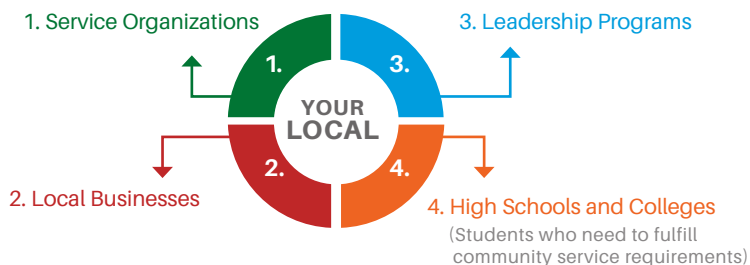 1. Service Organizations
3. Leadership Programs
1.
3.
YOUR
LOCAL
2.
4.
2. Local Businesses
4. High Schools and Colleges
(Students who need to fulfill
community service requirements)